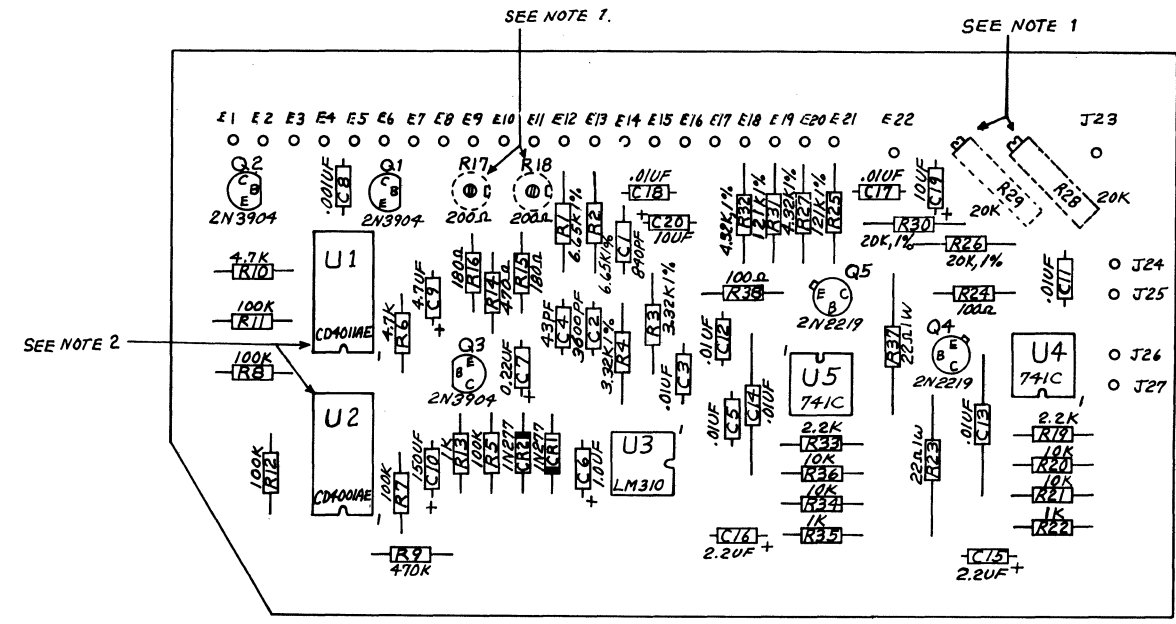 SEE NOTE 1.
SEE NOTE 1
E1 E2 E3 E4 E5 E6 E7 E8 E9 E10 E11 E12 E13 E14 E15 E16 E17 E18 E19 E20 E21 E22 J23
Q2
C B E
2N3904
.01UF C8
Q1
C B E
2N3904
R17
200Ω
R18
200Ω
R1 6.65K1%
R2 6.65K1%
C1 840PF
.01UF
C18
+ C20
10UF
4.32K1% R32
121K1% R31
4.32K1% R27
121K1% R25
.01UF
C17
10UF C19 +
R29
20K
R28
20K
R30
20K,1%
R26
20K,1%
.01UF C11
J24
J25
J26
J27
4.7K
R10
100K
R11
100K
R8
SEE NOTE 2
U1
CD4011AE
4.7K R6
4.7UF C9 +
180Ω R16
R14 470Ω
R15 180Ω
43PF C4
3600PF C2
3.32K1% R4
R3 3.32K1%
100Ω
R38
Q5
E C B
2N2219
R24
100Ω
.01UF C12
.01UF C3
R37 22Ω1W
Q4
E B C
2N2219
U4
741C
Q3
E B C
2N3904
0.22UF C7 +
U5
741C
U2
CD4001AE
100K R12
100K R7
150UF C10 +
1K R13
100K R5
1N277 CR2
1N277 CR1
C6 1.0UF +
U3
LM310
.01UF C5
C14 .01UF
2.2K
R33
10K
R36
10K
R34
1K
R35
22Ω1W R23
.01UF C13
2.2K
R19
10K
R20
10K
R21
1K
R22
R9
470K
C16
2.2UF +
C15
2.2UF +